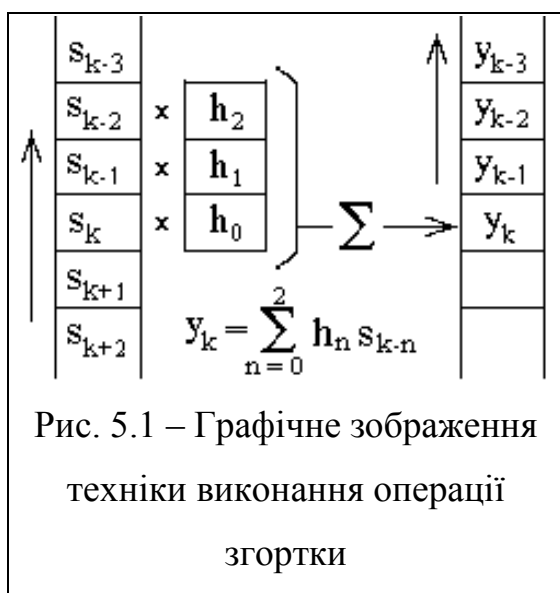 s_{k-3} y_{k-3}
s_{k-2} x h_2 y_{k-2}
s_{k-1} x h_1 y_{k-1}
s_k x h_0 Σ y_k
s_{k+1}
s_{k+2} y_k = \sum_{n=0}^{2} h_n s_{k-n}
Рис. 5.1 – Графічне зображення
техніки виконання операції
згортки